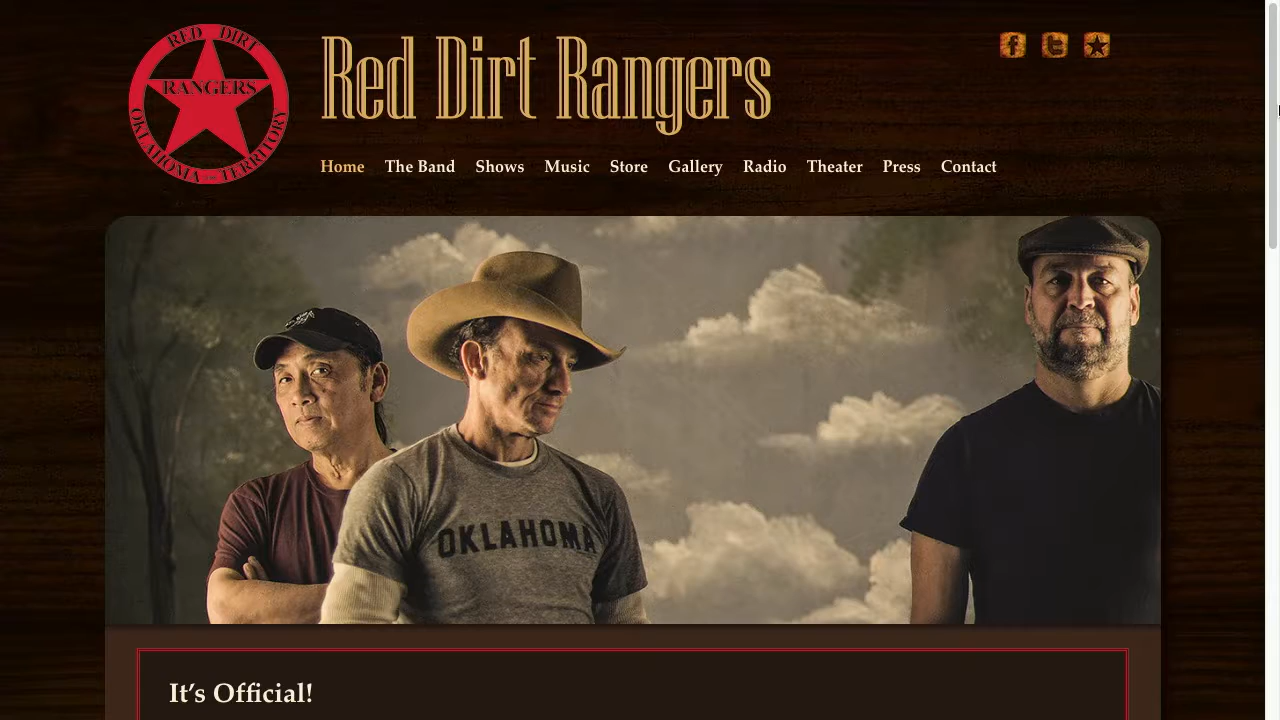 RED DIRT
RANGERS
OKLAHOMA TERRITORY
Red Dirt Rangers
Home The Band Shows Music Store Gallery Radio Theater Press Contact
OKLAHOMA
It’s Official!